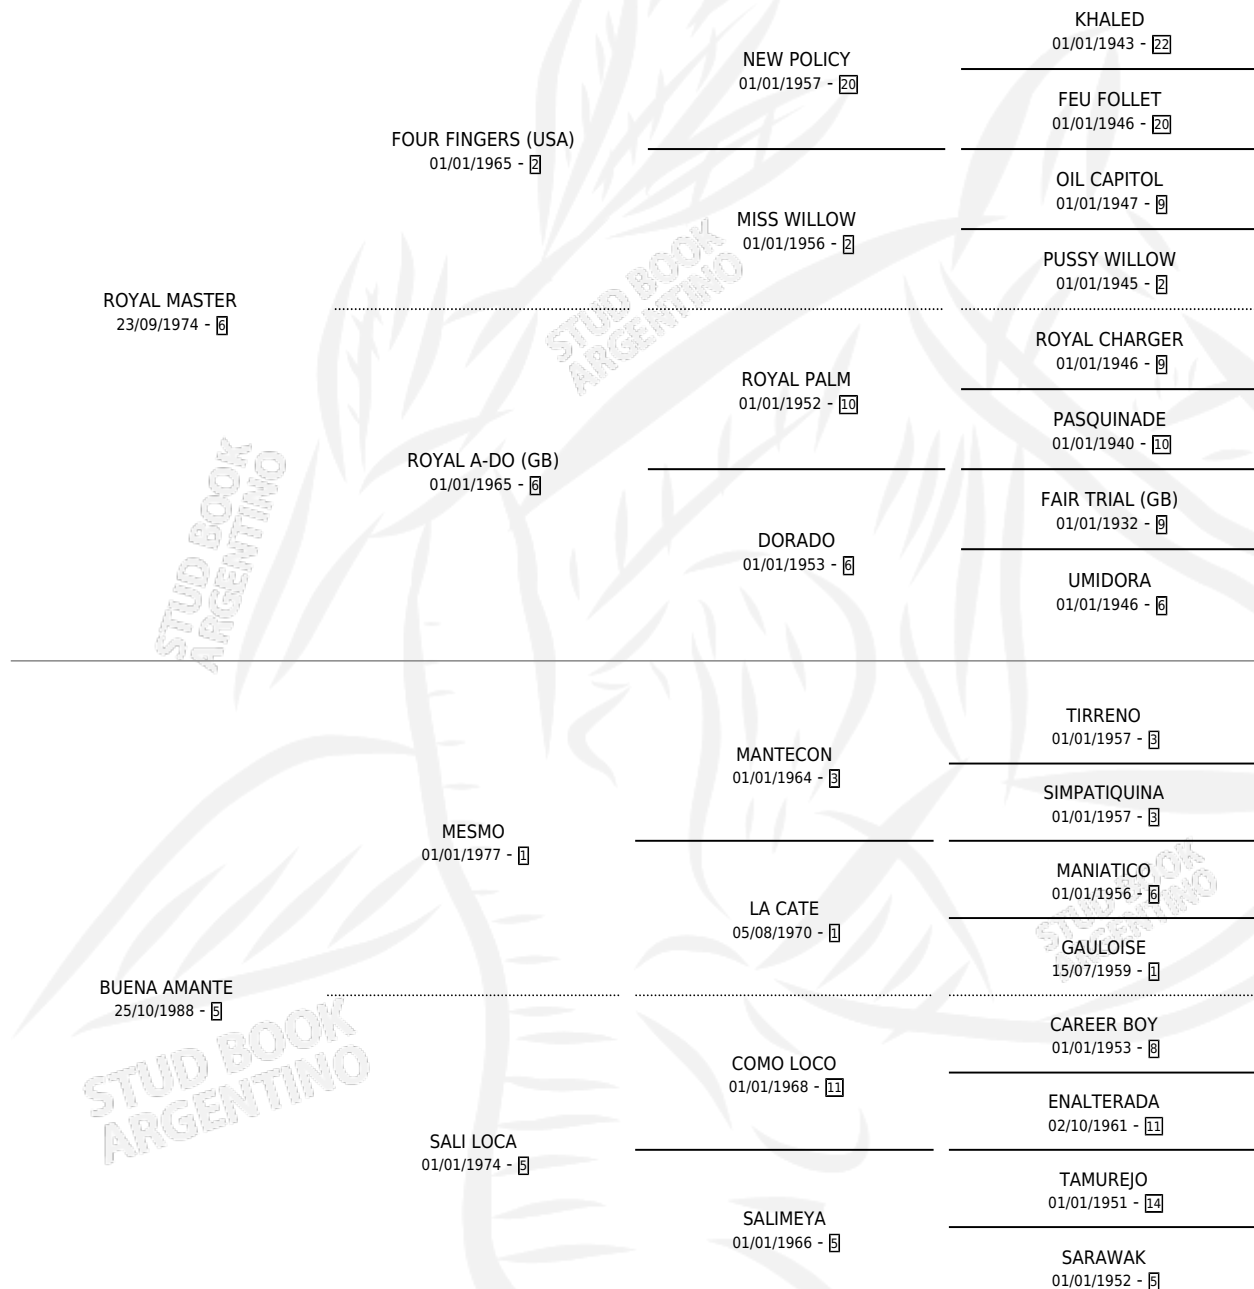 KHALED
01/01/1943 - 22
NEW POLICY
01/01/1957 - 20
FEU FOLLET
01/01/1946 - 20
FOUR FINGERS (USA)
01/01/1965 - 2
OIL CAPITOL
01/01/1947 - 9
MISS WILLOW
01/01/1956 - 2
PUSSY WILLOW
01/01/1945 - 2
ROYAL MASTER
23/09/1974 - 6
ROYAL CHARGER
01/01/1946 - 9
ROYAL PALM
01/01/1952 - 10
PASQUINADE
01/01/1940 - 10
ROYAL A-DO (GB)
01/01/1965 - 6
FAIR TRIAL (GB)
01/01/1932 - 9
DORADO
01/01/1953 - 6
UMIDORA
01/01/1946 - 6
STUD BOOK
ARGENTINO
STUD BOOK
ARGENTINO
TIRRENO
01/01/1957 - 3
MANTECON
01/01/1964 - 3
SIMPATIQUINA
01/01/1957 - 3
MESMO
01/01/1977 - 1
MANIATICO
01/01/1956 - 6
LA CATE
05/08/1970 - 1
GAULOISE
15/07/1959 - 1
STUD BOOK
ARGENTINO
BUENA AMANTE
25/10/1988 - 5
CAREER BOY
01/01/1953 - 8
COMO LOCO
01/01/1968 - 11
ENALTERADA
02/10/1961 - 11
SALI LOCA
01/01/1974 - 5
TAMUREJO
01/01/1951 - 14
SALIMEYA
01/01/1966 - 5
SARAWAK
01/01/1952 - 5
STUD BOOK
ARGENTINO